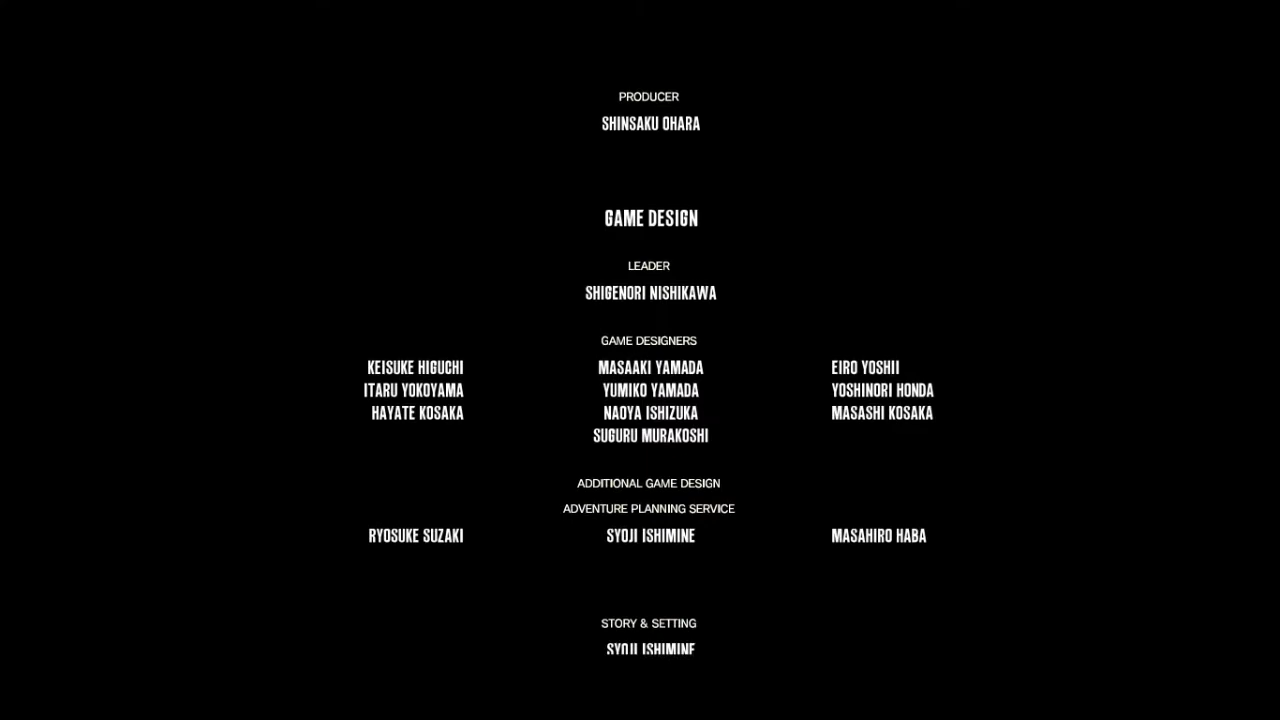 PRODUCER
SHINSAKU OHARA
GAME DESIGN
LEADER
SHIGENORI NISHIKAWA
GAME DESIGNERS
KEISUKE HIGUCHI MASAAKI YAMADA EIRO YOSHII
ITARU YOKOYAMA YUMIKO YAMADA YOSHINORI HONDA
HAYATE KOSAKA NAOYA ISHIZUKA MASASHI KOSAKA
SUGURU MURAKOSHI
ADDITIONAL GAME DESIGN
ADVENTURE PLANNING SERVICE
RYOSUKE SUZAKI SYOJI ISHIMINE MASAHIRO HABA
STORY & SETTING
SYOJI ISHIMINE